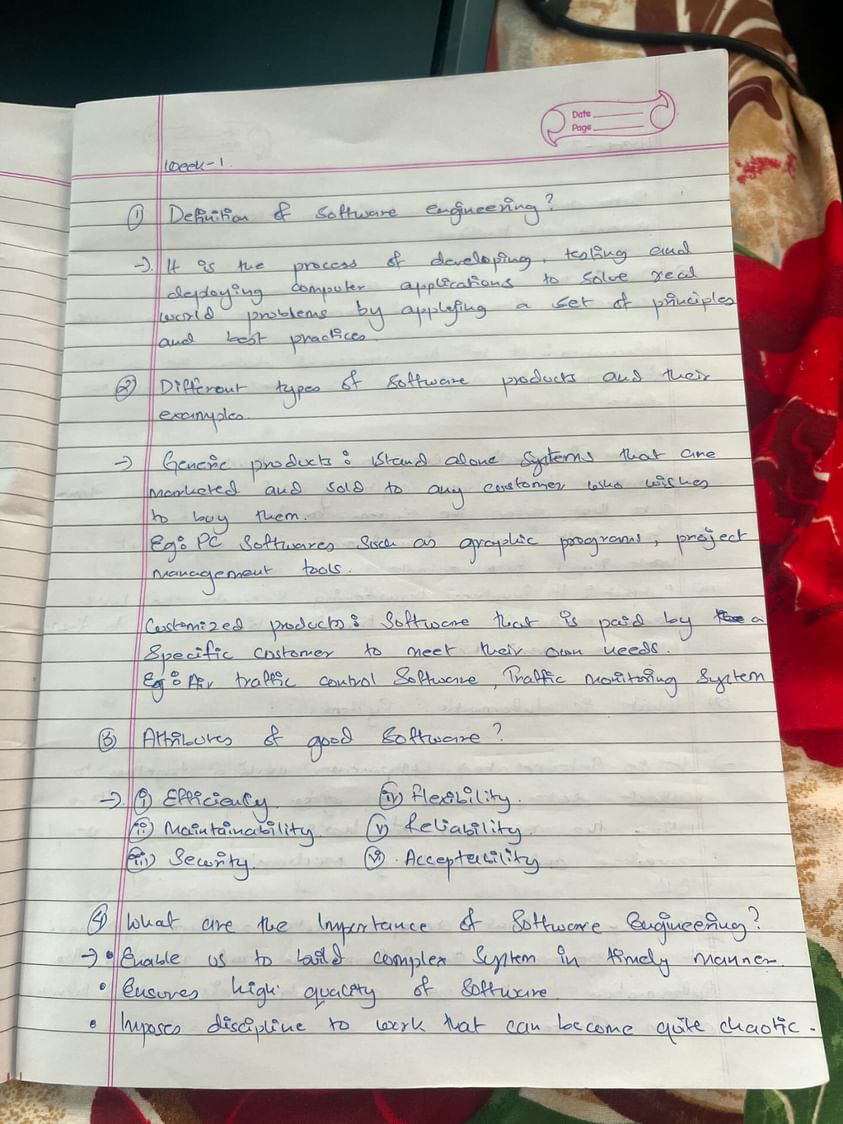 Date
Page
Week-1.
① Definition of Software engineering?
→ It is the process of developing, testing and
deploying computer applications to solve real
world problems by applying a set of principles
and best practices.
② Different types of Software products and their
examples.
→ Generic products: Stand alone Systems that are
marketed and sold to any customer who wishes
to buy them.
Eg: PC Softwares Such as graphic programs, project
management tools.
Customized products: Software that is paid by a
Specific customer to meet their own needs.
Eg: Air traffic control Software, Traffic monitoring System
③ Attributes of good Software?
→ (i) Efficiency (iv) Flexibility.
(ii) Maintainability (v) Reliability.
(iii) Security. (vi) Acceptability
④ What are the Importance of Software Engineering?
→ • Enable us to build complex System in timely manner.
• Ensures high quality of Software
• Imposes discipline to work that can become quite chaotic.